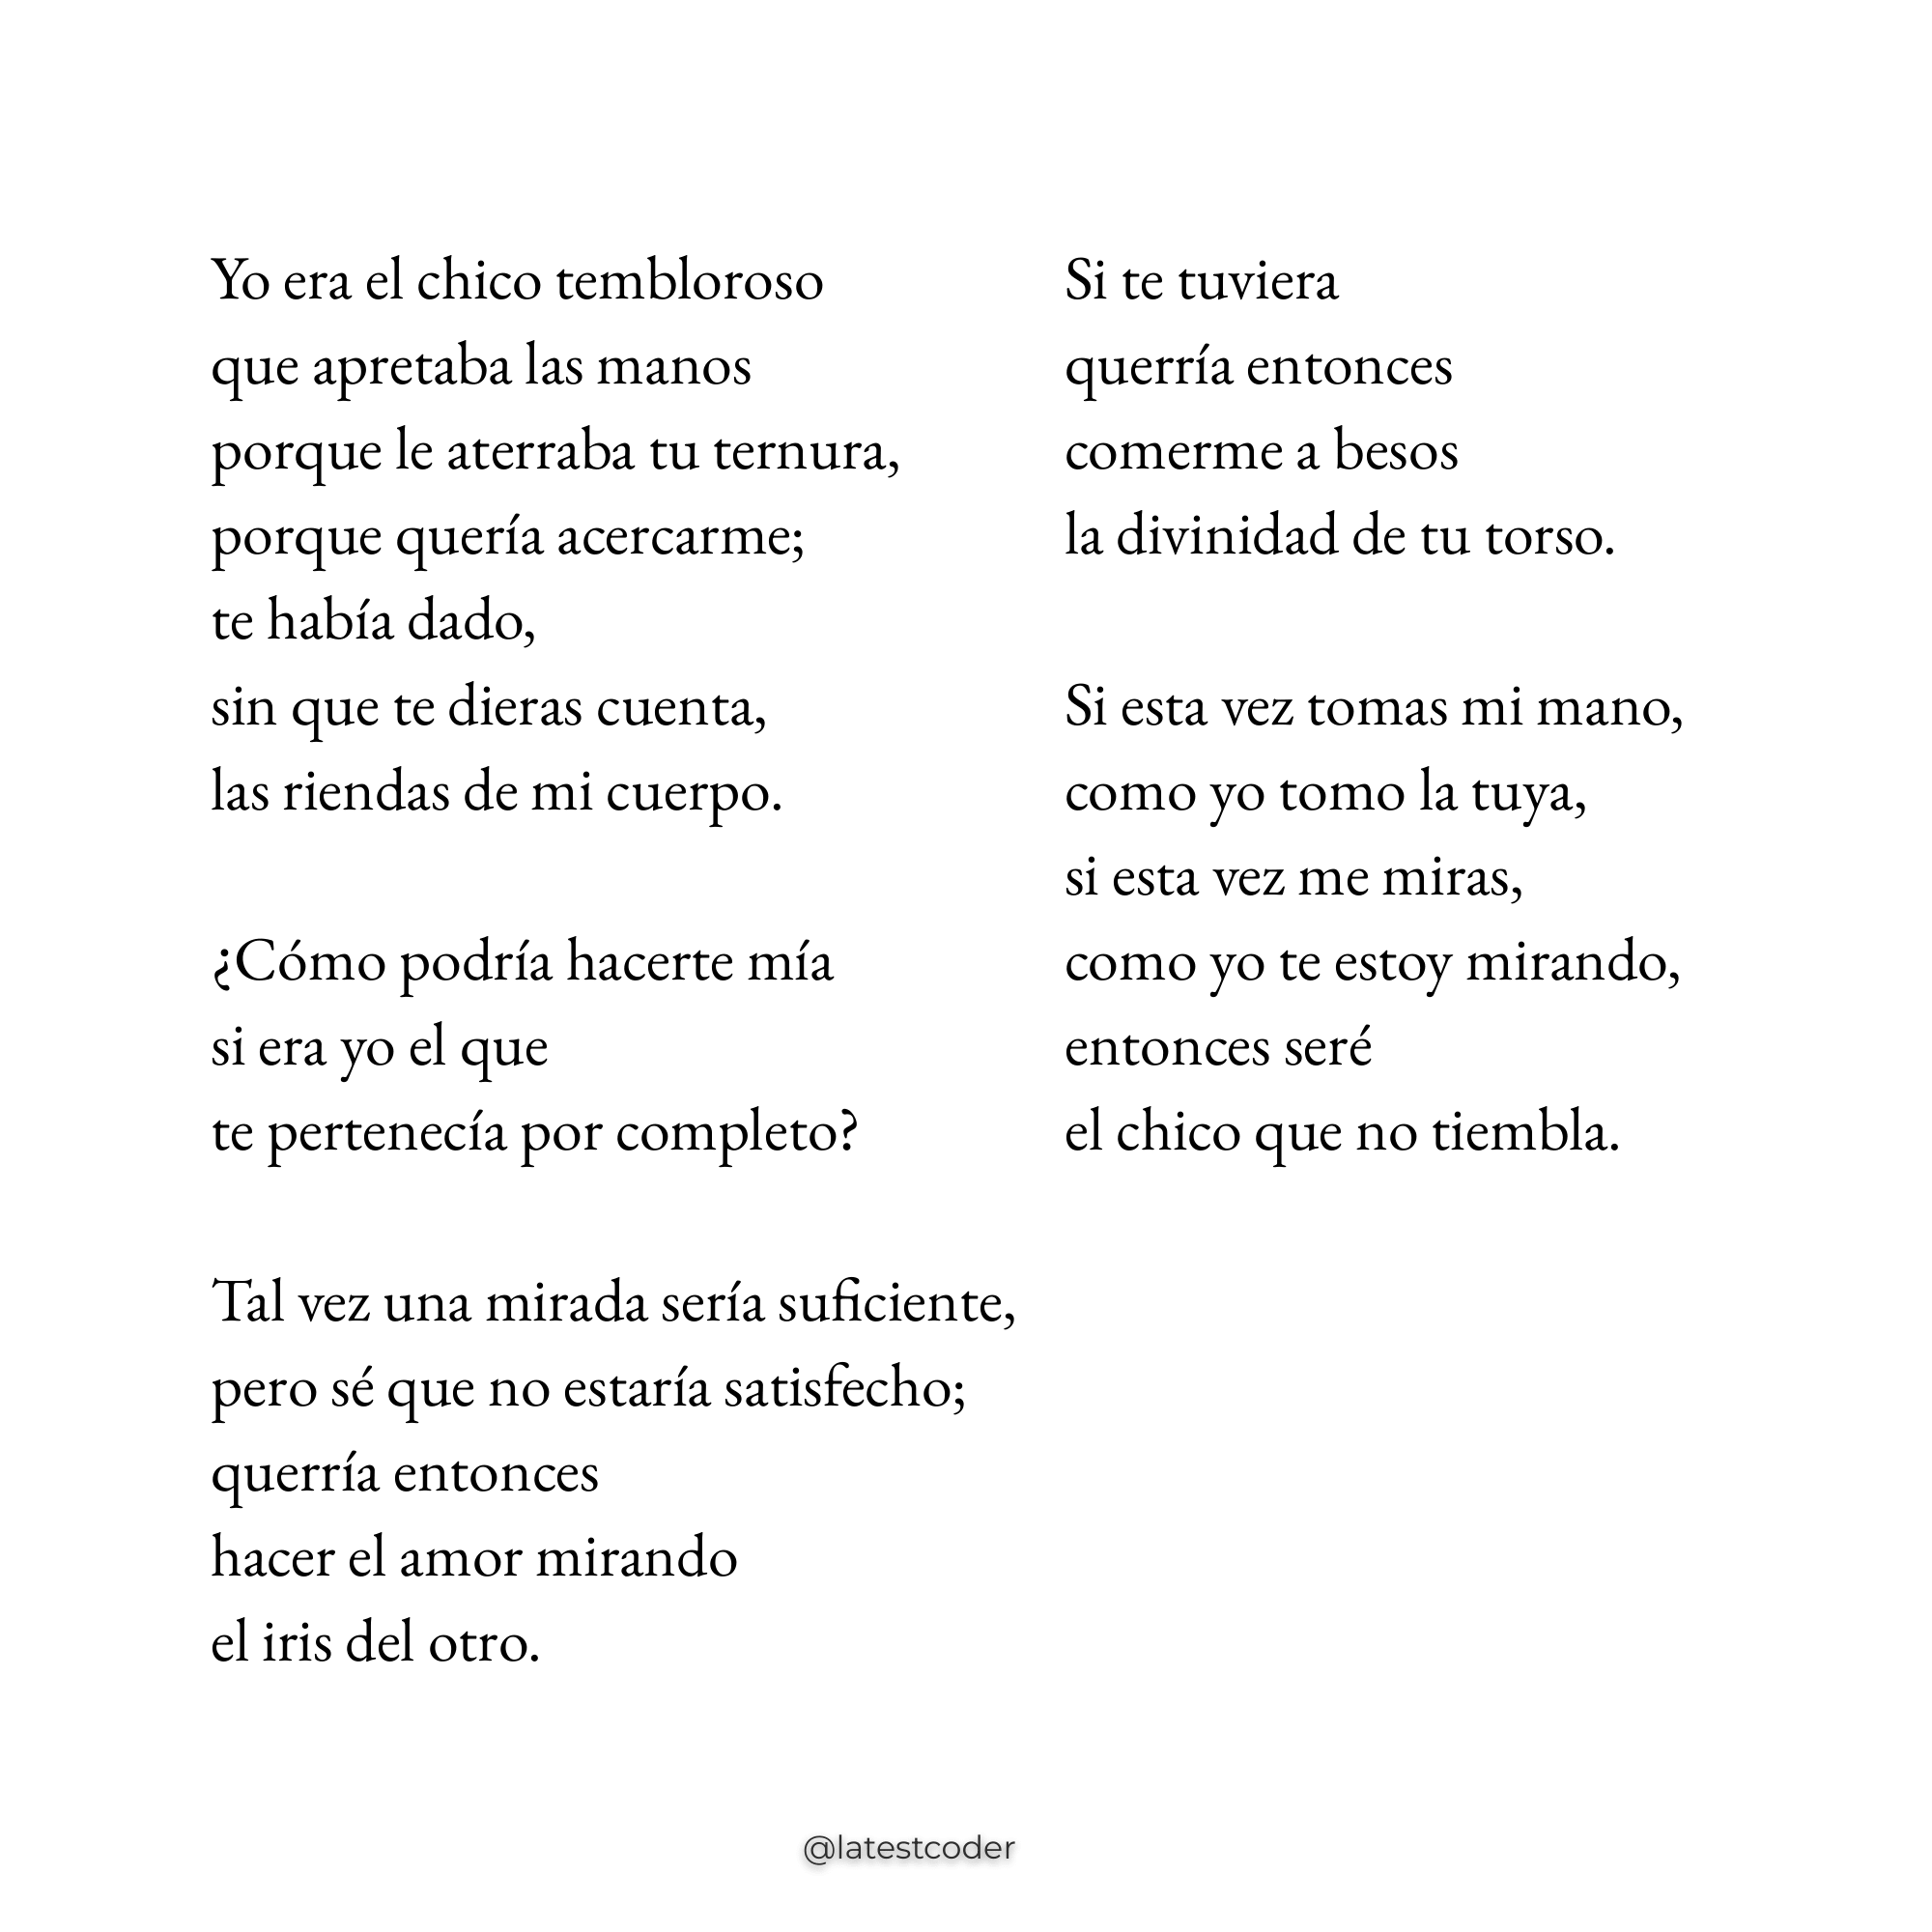 Yo era el chico tembloroso
que apretaba las manos
porque le aterraba tu ternura,
porque quería acercarme;
te había dado,
sin que te dieras cuenta,
las riendas de mi cuerpo.
¿Cómo podría hacerte mía
si era yo el que
te pertenecía por completo?
Tal vez una mirada sería suficiente,
pero sé que no estaría satisfecho;
querría entonces
hacer el amor mirando
el iris del otro.
Si te tuviera
querría entonces
comerme a besos
la divinidad de tu torso.
Si esta vez tomas mi mano,
como yo tomo la tuya,
si esta vez me miras,
como yo te estoy mirando,
entonces seré
el chico que no tiembla.
@latestcoder